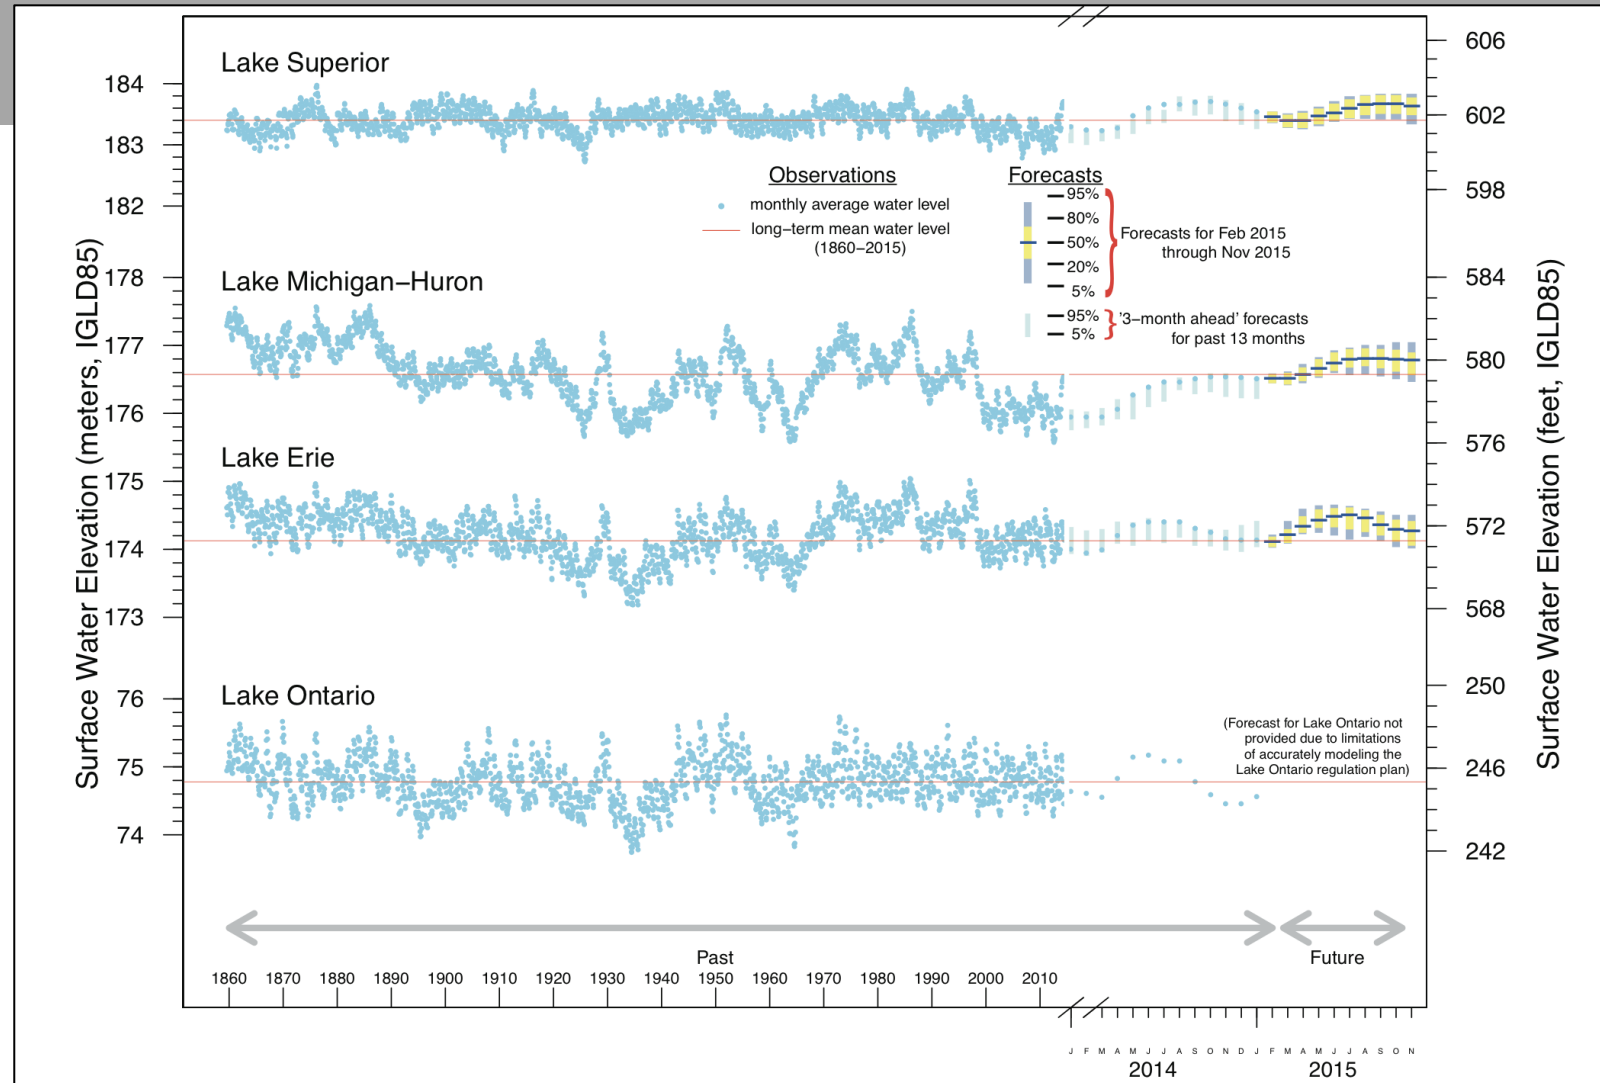 Lake Superior
184
183
182
606
602
598
Observations
monthly average water level
long−term mean water level
(1860−2015)
Forecasts
95%
80%
50%
20%
5%
Forecasts for Feb 2015
through Nov 2015
95%
5%
'3−month ahead' forecasts
for past 13 months
Surface Water Elevation (meters, IGLD85)
Surface Water Elevation (feet, IGLD85)
Lake Michigan−Huron
178
177
176
584
580
576
Lake Erie
175
174
173
572
568
Lake Ontario
76
75
74
250
246
242
(Forecast for Lake Ontario not
provided due to limitations
of accurately modeling the
Lake Ontario regulation plan)
Past
Future
1860 1870 1880 1890 1900 1910 1920 1930 1940 1950 1960 1970 1980 1990 2000 2010
J F M A M J J A S O N D J F M A M J J A S O N
2014 2015